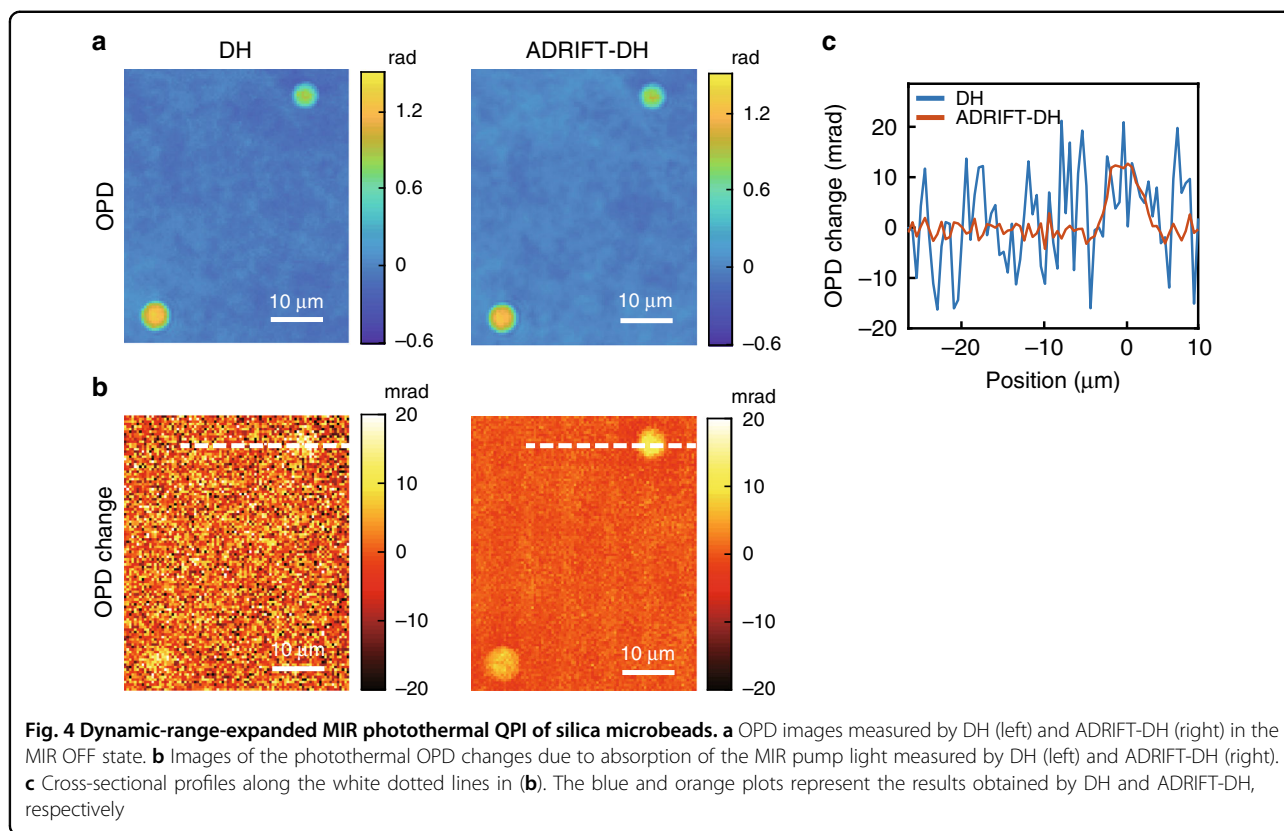 a
DH
rad
1.2
0.6
0
−0.6
OPD
10 μm
ADRIFT-DH
rad
1.2
0.6
0
−0.6
10 μm
c
DH
ADRIFT-DH
OPD change (mrad)
20
10
0
−10
−20
−20
−10
0
10
Position (μm)
b
mrad
20
10
0
−10
−20
OPD change
10 μm
mrad
20
10
0
−10
−20
10 μm
Fig. 4 Dynamic-range-expanded MIR photothermal QPI of silica microbeads. a OPD images measured by DH (left) and ADRIFT-DH (right) in the
MIR OFF state. b Images of the photothermal OPD changes due to absorption of the MIR pump light measured by DH (left) and ADRIFT-DH (right).
c Cross-sectional profiles along the white dotted lines in (b). The blue and orange plots represent the results obtained by DH and ADRIFT-DH,
respectively